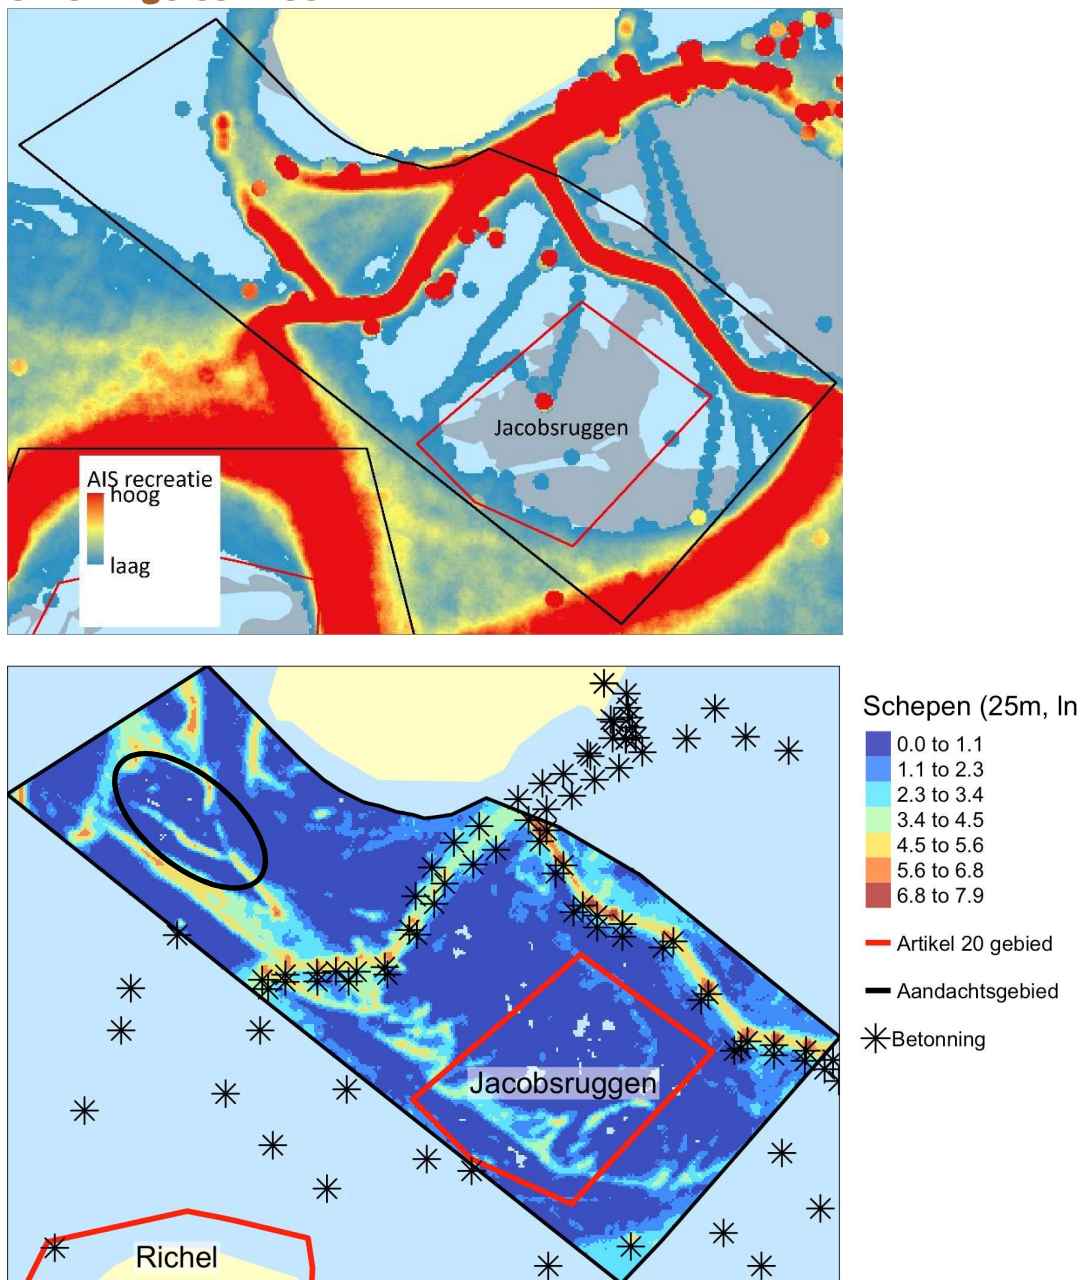 Jacobsruggen
AIS recreatie
hoog
laag
Schepen (25m, ln
0.0 to 1.1
1.1 to 2.3
2.3 to 3.4
3.4 to 4.5
4.5 to 5.6
5.6 to 6.8
6.8 to 7.9
Artikel 20 gebied
Aandachtsgebied
Betonning
Jacobsruggen
Richel